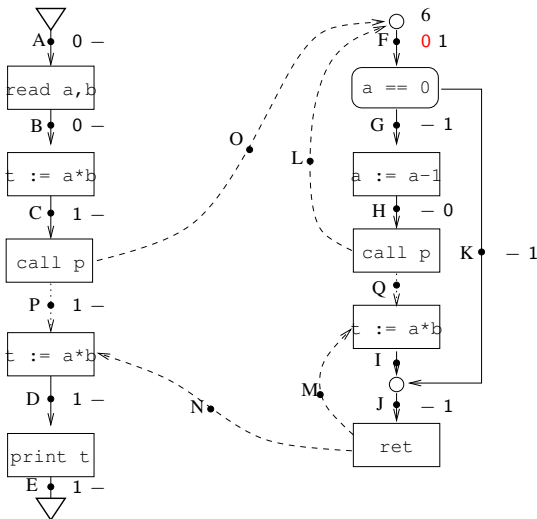 6
A 0 –
F 0 1
read a,b
a == 0
B 0 –
G – 1
O
L
t := a*b
a := a-1
C 1 –
H – 0
call p
call p
K – 1
P 1 –
Q
t := a*b
t := a*b
I
D 1 –
M
N
J – 1
print t
ret
E 1 –